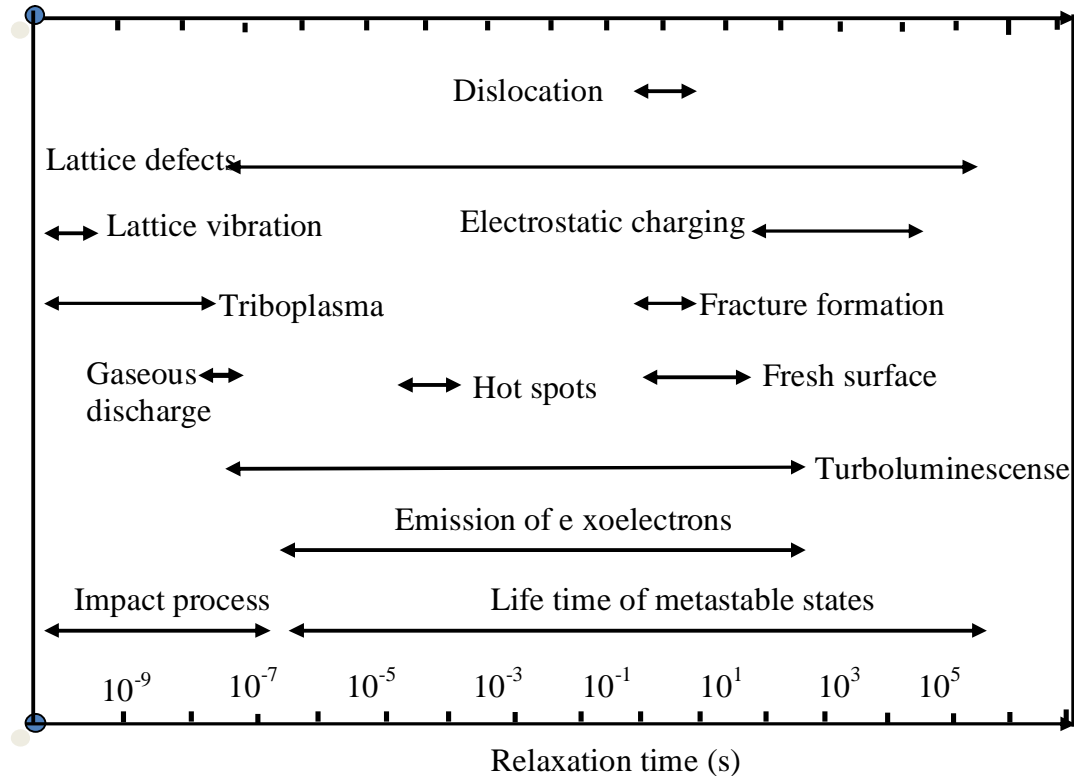 Dislocation
Lattice defects
Lattice vibration
Electrostatic charging
Triboplasma
Fracture formation
Gaseous
discharge
Hot spots
Fresh surface
Turboluminescense
Emission of e xoelectrons
Impact process
Life time of metastable states
10⁻⁹ 10⁻⁷ 10⁻⁵ 10⁻³ 10⁻¹ 10¹ 10³ 10⁵
Relaxation time (s)